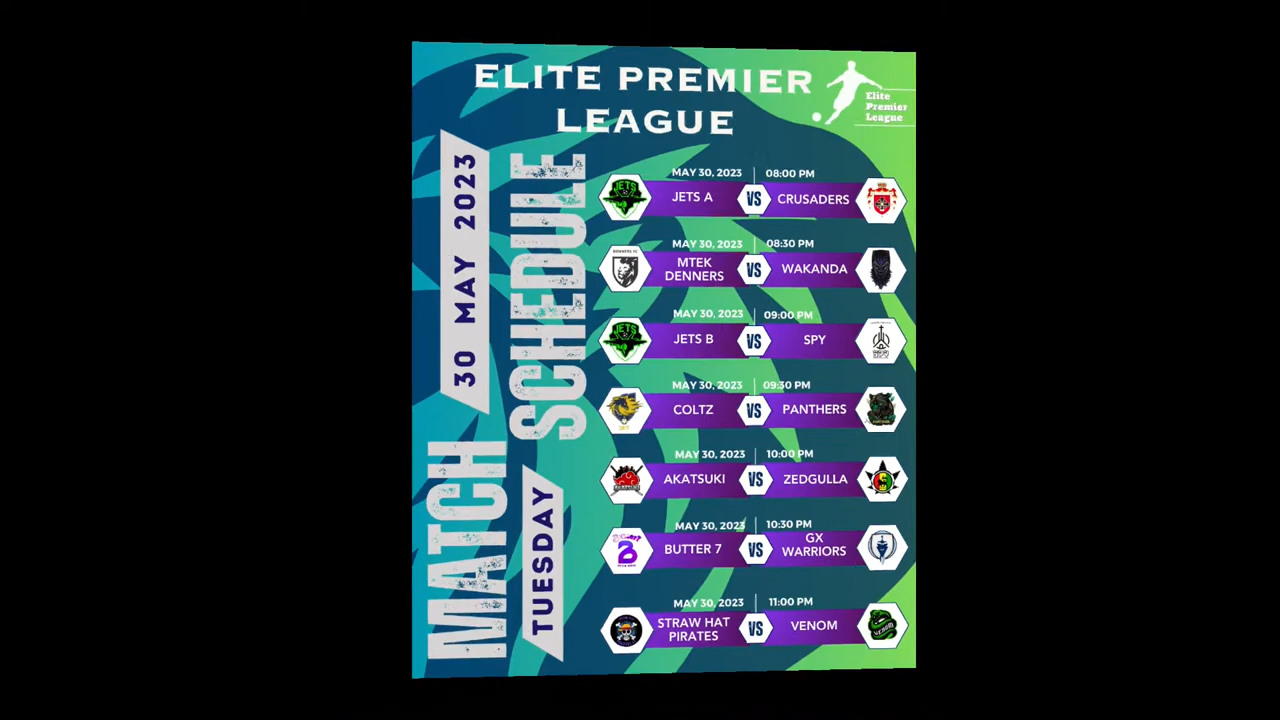 ELITE PREMIER
LEAGUE
Elite
Premier
League
30 MAY 2023
MATCH SCHEDULE
TUESDAY
MAY 30, 2023 08:00 PM
JETS A VS CRUSADERS
MAY 30, 2023 08:30 PM
MTEK
DENNERS VS WAKANDA
MAY 30, 2023 09:00 PM
JETS B VS SPY
MAY 30, 2023 09:30 PM
COLTZ VS PANTHERS
MAY 30, 2023 10:00 PM
AKATSUKI VS ZEDGULLA
MAY 30, 2023 10:30 PM
BUTTER 7 VS GX
WARRIORS
MAY 30, 2023 11:00 PM
STRAW HAT
PIRATES VS VENOM
JETS
JETS
VENOM